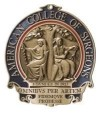 AMERICAN COLLEGE OF SURGEONS
OMNIBUS PER ARTEM
FIDEMQUE
PRODESSE